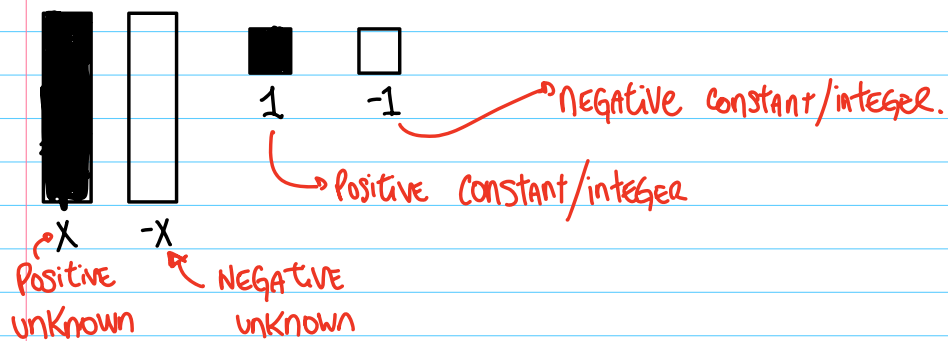 1
-1
NEGATIVE CONSTANT/INTEGER.
POSITIVE CONSTANT/INTEGER
X
-X
POSITIVE
UNKNOWN
NEGATIVE
UNKNOWN